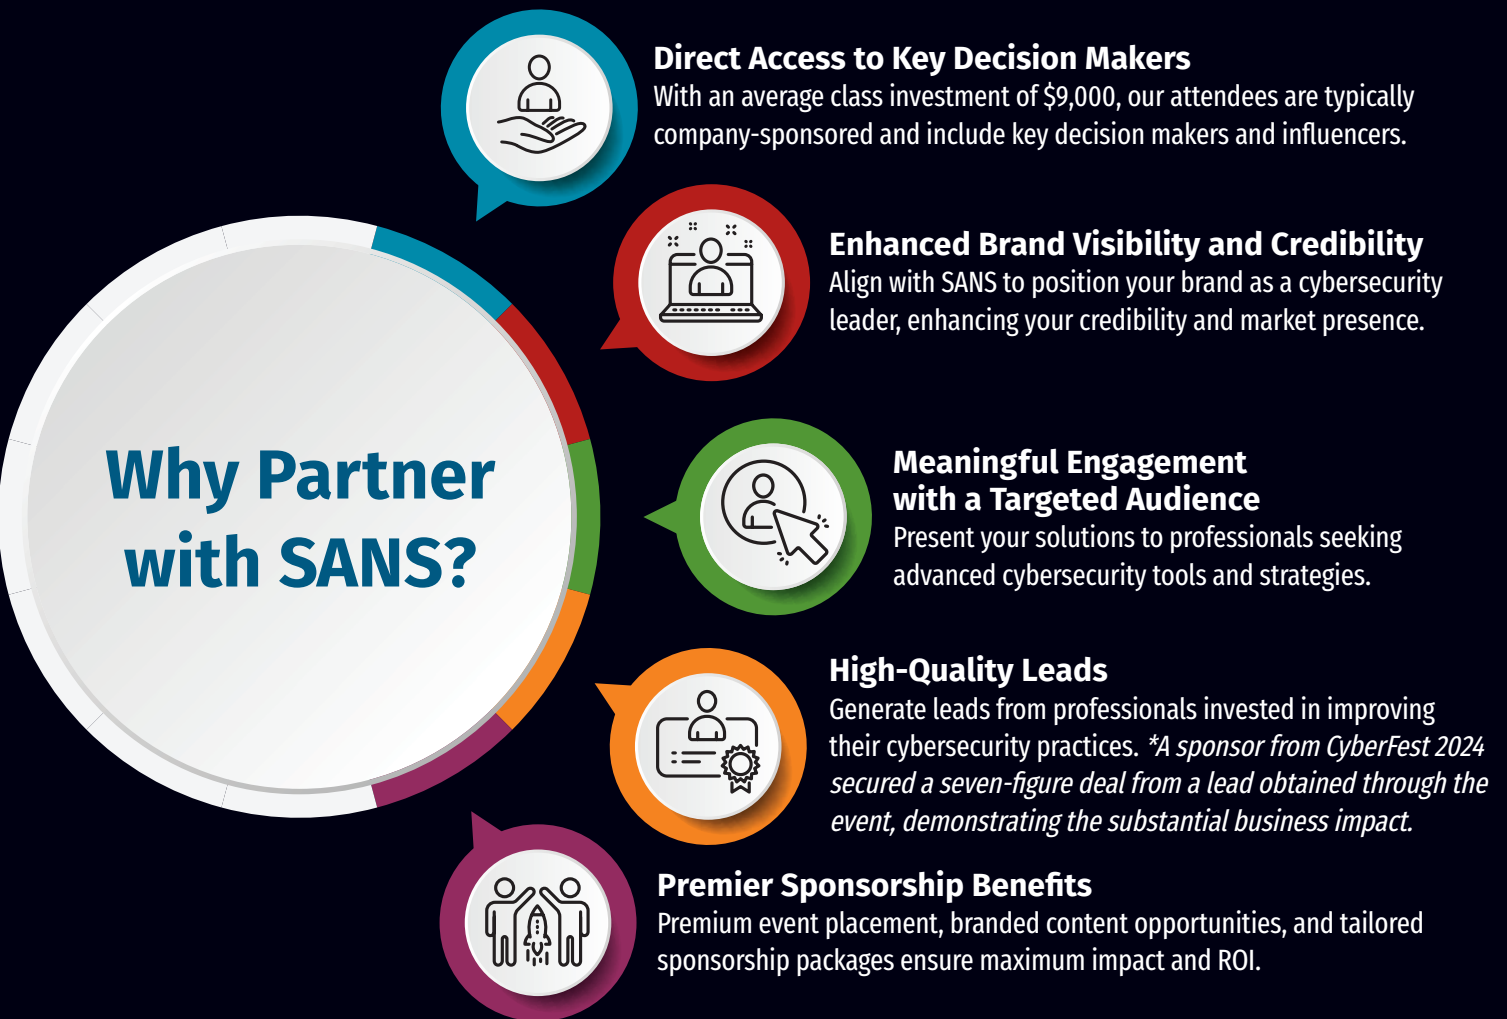 Why Partner
with SANS?
Direct Access to Key Decision Makers
With an average class investment of $9,000, our attendees are typically
company-sponsored and include key decision makers and influencers.
Enhanced Brand Visibility and Credibility
Align with SANS to position your brand as a cybersecurity
leader, enhancing your credibility and market presence.
Meaningful Engagement
with a Targeted Audience
Present your solutions to professionals seeking
advanced cybersecurity tools and strategies.
High-Quality Leads
Generate leads from professionals invested in improving
their cybersecurity practices. *A sponsor from CyberFest 2024
secured a seven-figure deal from a lead obtained through the
event, demonstrating the substantial business impact.
Premier Sponsorship Benefits
Premium event placement, branded content opportunities, and tailored
sponsorship packages ensure maximum impact and ROI.